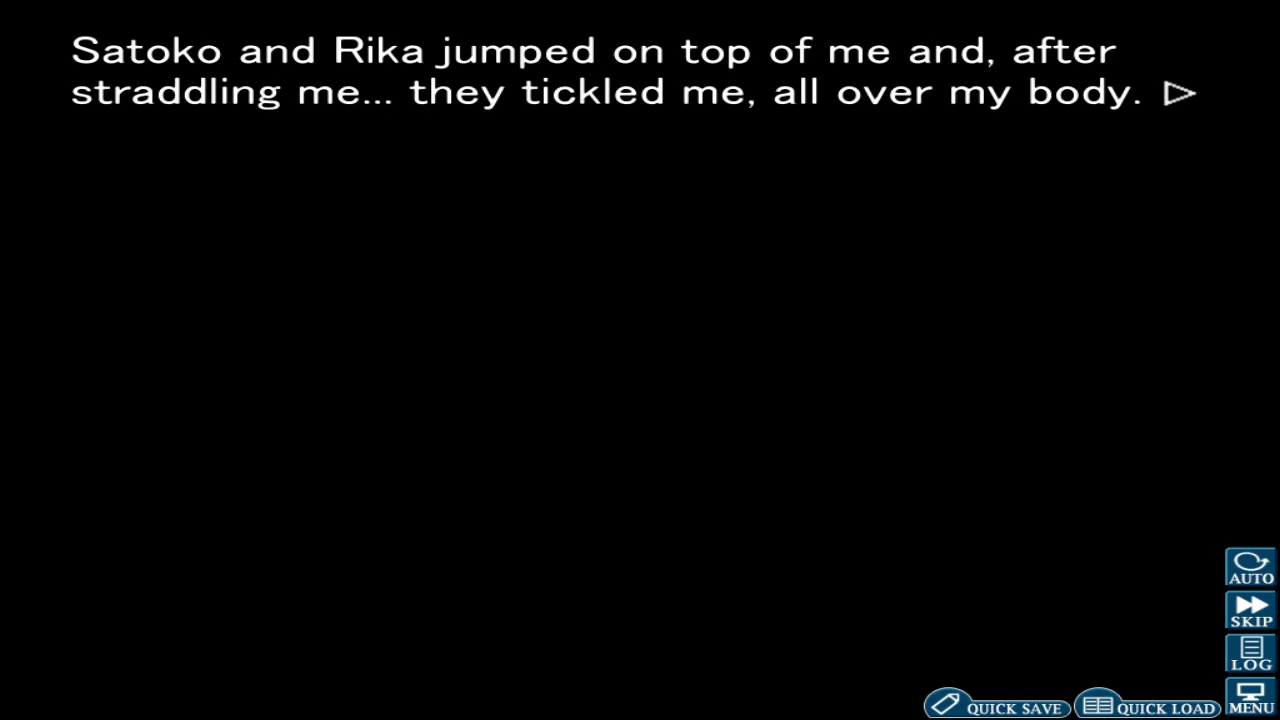 Satoko and Rika jumped on top of me and, after
straddling me... they tickled me, all over my body.
AUTO
SKIP
LOG
QUICK SAVE
QUICK LOAD
MENU